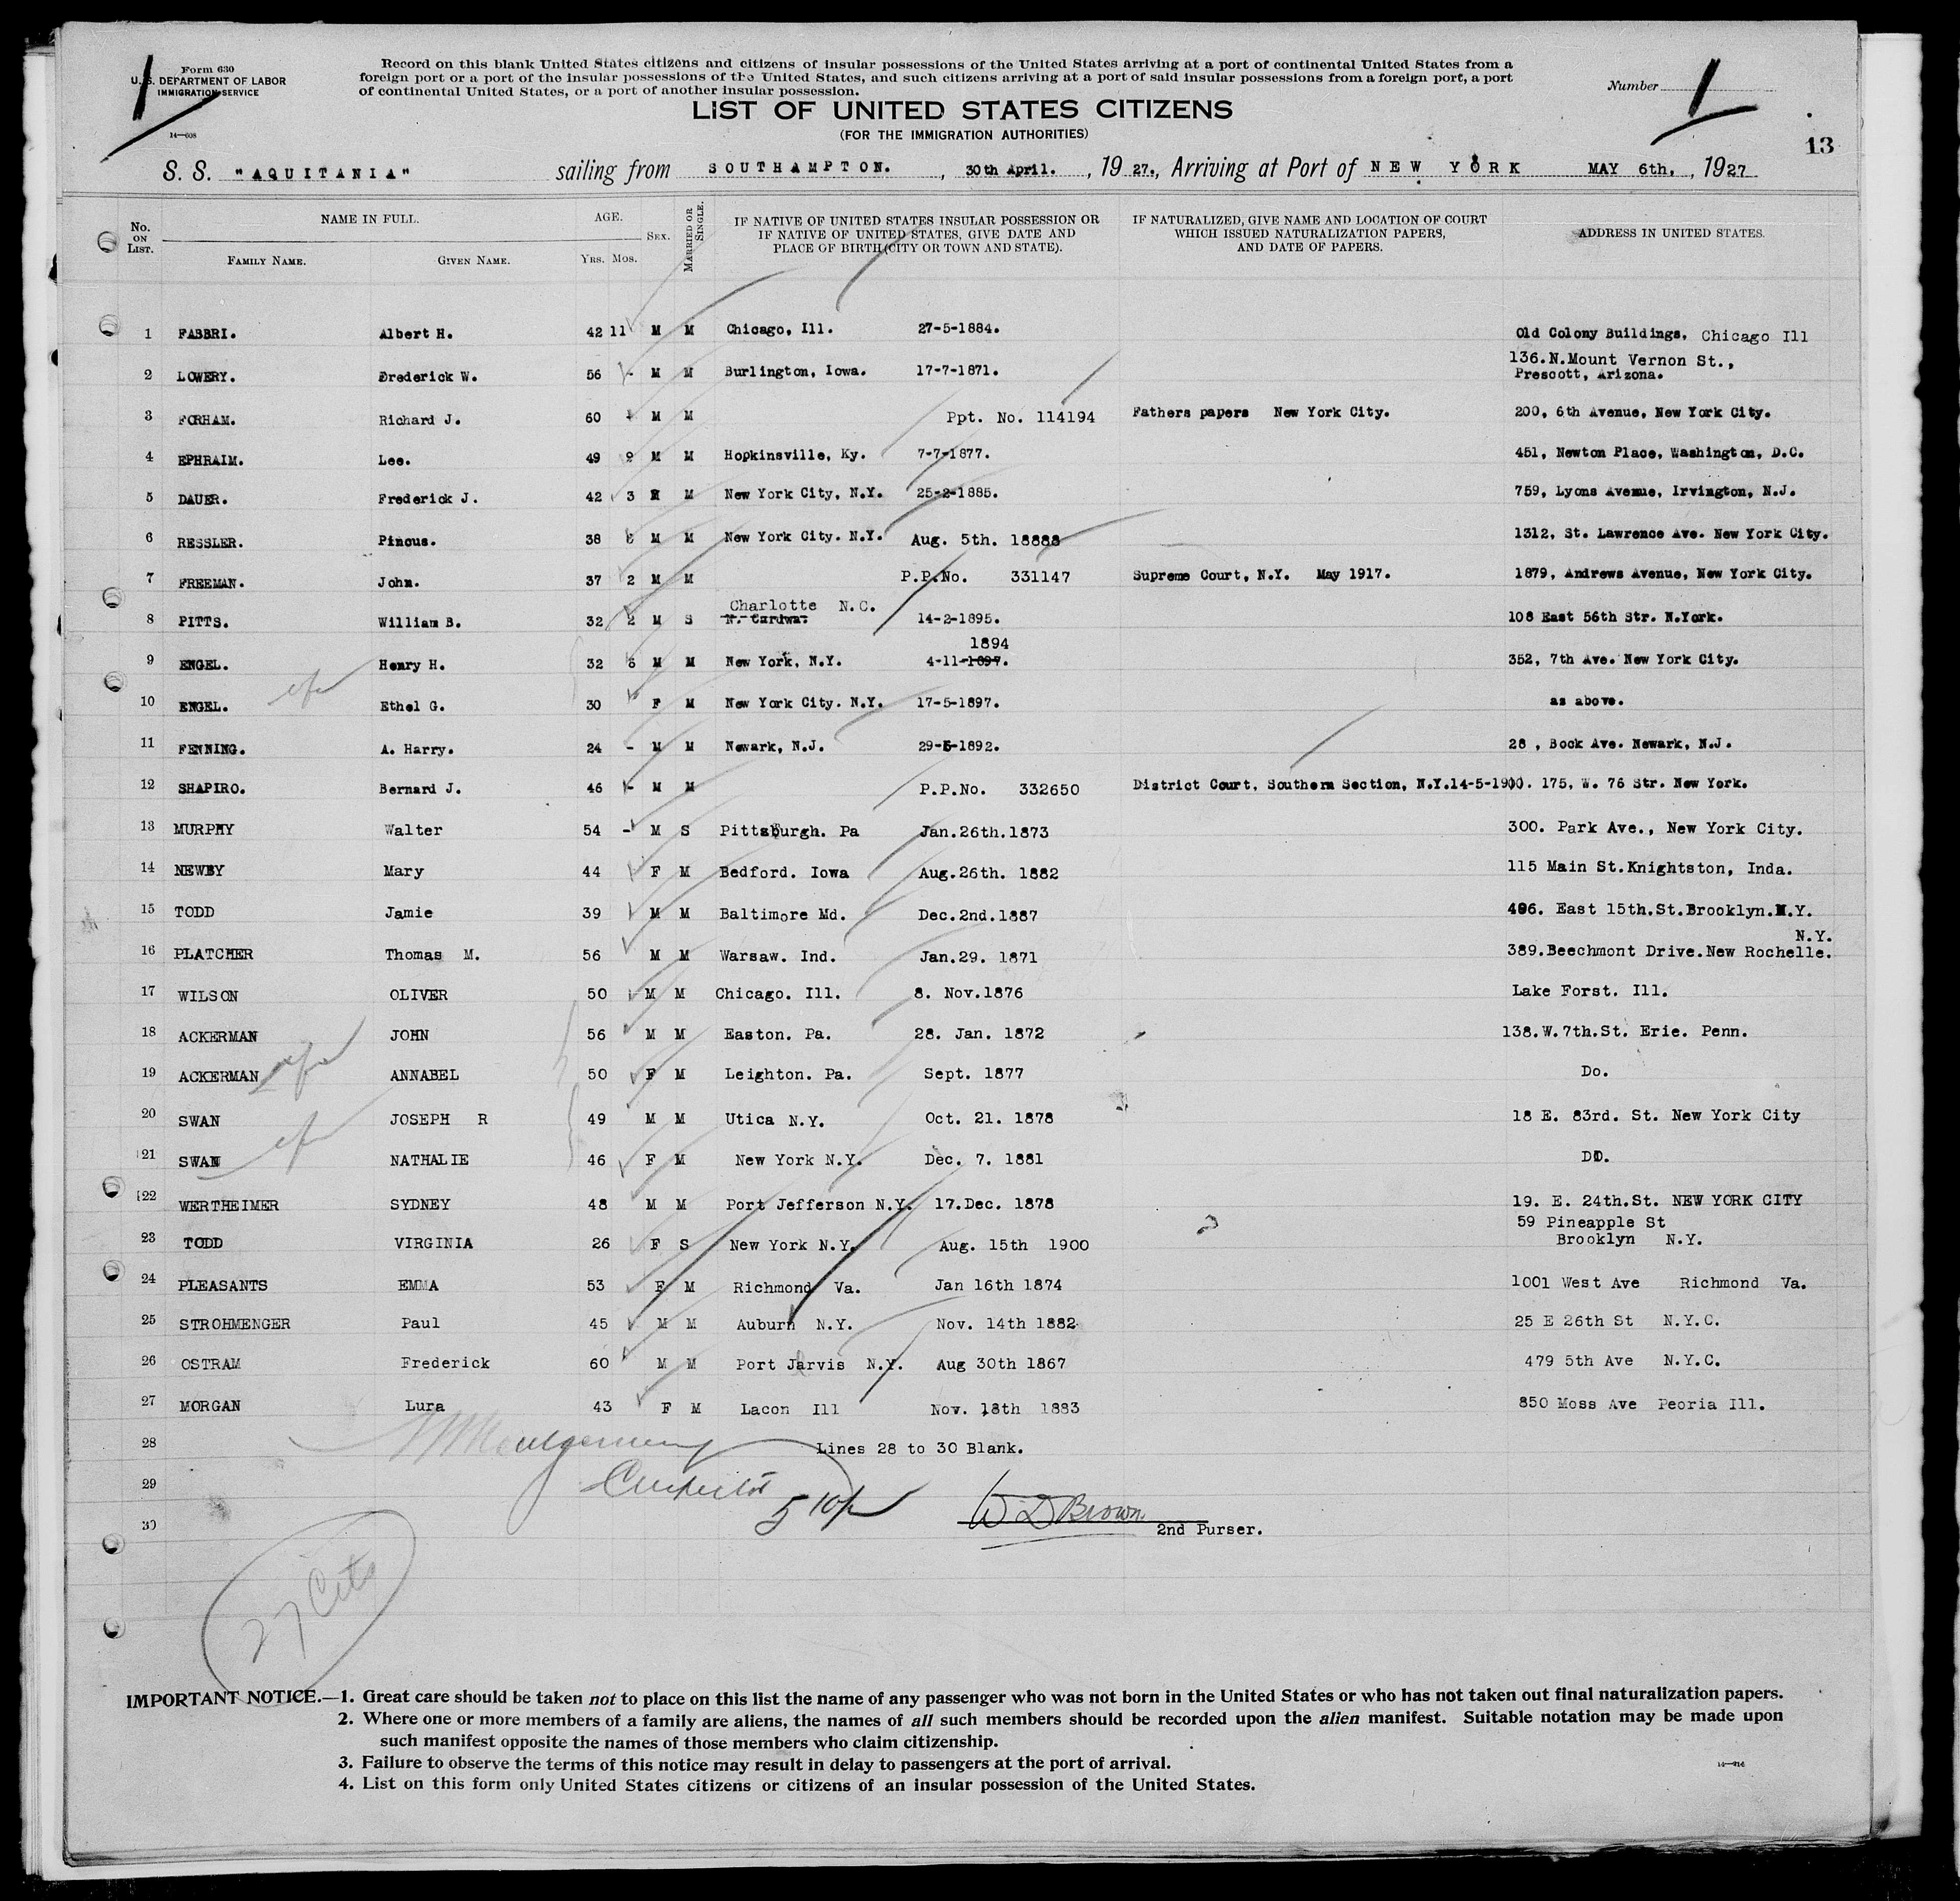 Form 630
U.S. DEPARTMENT OF LABOR
IMMIGRATION SERVICE
14—608
Record on this blank United States citizens and citizens of insular possessions of the United States arriving at a port of continental United States from a
foreign port or a port of the insular possessions of the United States, and such citizens arriving at a port of said insular possessions from a foreign port, a port
of continental United States, or a port of another insular possession.
Number 1
1
13
LIST OF UNITED STATES CITIZENS
(FOR THE IMMIGRATION AUTHORITIES)
S. S. "AQUITANIA" sailing from SOUTHAMPTON. , 30th April. , 19 27., Arriving at Port of NEW YORK MAY 6th. , 1927
No. ON LIST. NAME IN FULL. FAMILY NAME. GIVEN NAME. AGE. YRS. MOS. SEX. MARRIED OR SINGLE. IF NATIVE OF UNITED STATES INSULAR POSSESSION OR IF NATIVE OF UNITED STATES, GIVE DATE AND PLACE OF BIRTH (CITY OR TOWN AND STATE). IF NATURALIZED, GIVE NAME AND LOCATION OF COURT WHICH ISSUED NATURALIZATION PAPERS, AND DATE OF PAPERS. ADDRESS IN UNITED STATES.
1 FABBRI. Albert H. 42 11 M M Chicago, Ill. 27-5-1884. Old Colony Buildings, Chicago Ill
2 LOWERY. Frederick W. 56 - M M Burlington, Iowa. 17-7-1871. 136.N.Mount Vernon St., Prescott, Arizona.
3 FORHAM. Richard J. 60 M M Ppt. No. 114194 Fathers papers New York City. 200, 6th Avenue, New York City.
4 EPHRAIM. Lee. 49 9 M M Hopkinsville, Ky. 7-7-1877. 451, Newton Place, Washington, D.C.
5 DAUER. Frederick J. 42 3 M M New York City, N.Y. 25-2-1885. 759, Lyons Avenue, Irvington, N.J.
6 RESSLER. Pincus. 38 M M New York City. N.Y. Aug. 5th. 18888 1312, St. Lawrence Ave. New York City.
7 FREEMAN. John. 37 2 M M P.P.No. 331147 Supreme Court, N.Y. May 1917. 1879, Andrews Avenue, New York City.
8 PITTS. William B. 32 2 M S Charlotte N.C. 14-2-1895. 108 East 56th Str. N.York.
9 ENGEL. Henry H. 32 6 M M New York, N.Y. 4-11-1897. 1894 352, 7th Ave. New York City.
10 ENGEL. Ethel G. 30 F M New York City. N.Y. 17-5-1897. as above.
11 FENNING. A. Harry. 24 - M M Newark, N.J. 29-5-1892. 28 , Bock Ave. Newark, N.J.
12 SHAPIRO. Bernard J. 46 - M M P.P.No. 332650 District Court, Southern Section, N.Y.14-5-1900. 175, W. 76 Str. New York.
13 MURPHY Walter 54 - M S Pittsburgh. Pa Jan.26th.1873 300. Park Ave., New York City.
14 NEWBY Mary 44 F M Bedford. Iowa Aug.26th. 1882 115 Main St.Knightston, Inda.
15 TODD Jamie 39 M M Baltimore Md. Dec.2nd.1887 496. East 15th.St.Brooklyn.N.Y.
16 PLATCHER Thomas M. 56 M M Warsaw. Ind. Jan.29. 1871 389.Beechmont Drive.New Rochelle. N.Y.
17 WILSON OLIVER 50 M M Chicago. Ill. 8. Nov.1876 Lake Forst. Ill.
18 ACKERMAN JOHN 56 M M Easton. Pa. 28. Jan. 1872 138.W.7th.St. Erie. Penn.
19 ACKERMAN ANNABEL 50 F M Leighton. Pa. Sept. 1877 Do.
20 SWAN JOSEPH R 49 M M Utica N.Y. Oct. 21. 1878 18 E. 83rd. St. New York City
21 SWAN NATHALIE 46 F M New York N.Y. Dec. 7. 1881 DO.
22 WERTHEIMER SYDNEY 48 M M Port Jefferson N.Y. 17.Dec. 1878 19. E. 24th.St. NEW YORK CITY
23 TODD VIRGINIA 26 F S New York N.Y. Aug. 15th 1900 59 Pineapple St Brooklyn N.Y.
24 PLEASANTS EMMA 53 F M Richmond Va. Jan 16th 1874 1001 West Ave Richmond Va.
25 STROHMENGER Paul 45 M M Auburn N.Y. Nov. 14th 1882 25 E 26th St N.Y.C.
26 OSTRAM Frederick 60 M M Port Jarvis N.Y. Aug 30th 1867 479 5th Ave N.Y.C.
27 MORGAN Lura 43 F M Lacon Ill Nov. 18th 1883 850 Moss Ave Peoria Ill.
28 Lines 28 to 30 Blank.
29
30 W D Brown 2nd Purser.
27 Cits
IMPORTANT NOTICE.—1. Great care should be taken not to place on this list the name of any passenger who was not born in the United States or who has not taken out final naturalization papers.
2. Where one or more members of a family are aliens, the names of all such members should be recorded upon the alien manifest. Suitable notation may be made upon
such manifest opposite the names of those members who claim citizenship.
3. Failure to observe the terms of this notice may result in delay to passengers at the port of arrival.
4. List on this form only United States citizens or citizens of an insular possession of the United States.